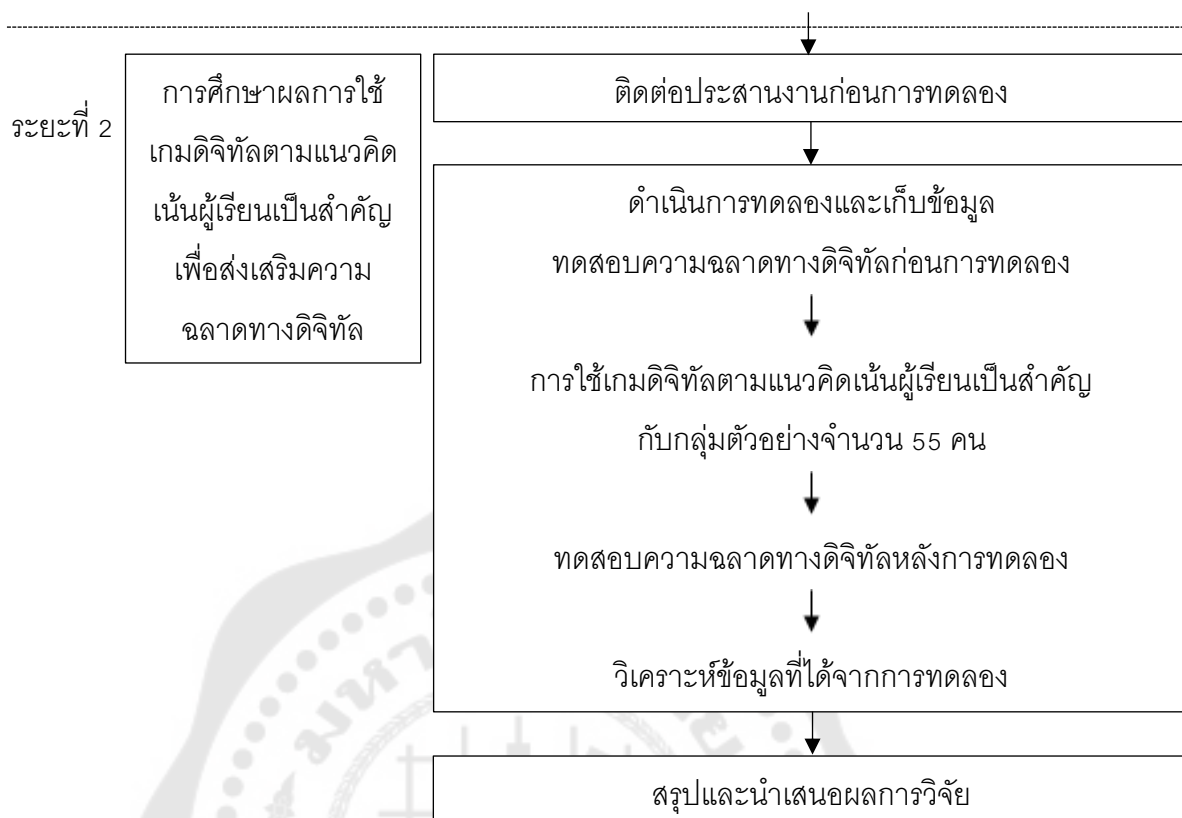 ระยะที่ 2
การศึกษาผลการใช้
เกมดิจิทัลตามแนวคิด
เน้นผู้เรียนเป็นสำคัญ
เพื่อส่งเสริมความ
ฉลาดทางดิจิทัล
ติดต่อประสานงานก่อนการทดลอง
ดำเนินการทดลองและเก็บข้อมูล
ทดสอบความฉลาดทางดิจิทัลก่อนการทดลอง
การใช้เกมดิจิทัลตามแนวคิดเน้นผู้เรียนเป็นสำคัญ
กับกลุ่มตัวอย่างจำนวน 55 คน
ทดสอบความฉลาดทางดิจิทัลหลังการทดลอง
วิเคราะห์ข้อมูลที่ได้จากการทดลอง
สรุปและนำเสนอผลการวิจัย